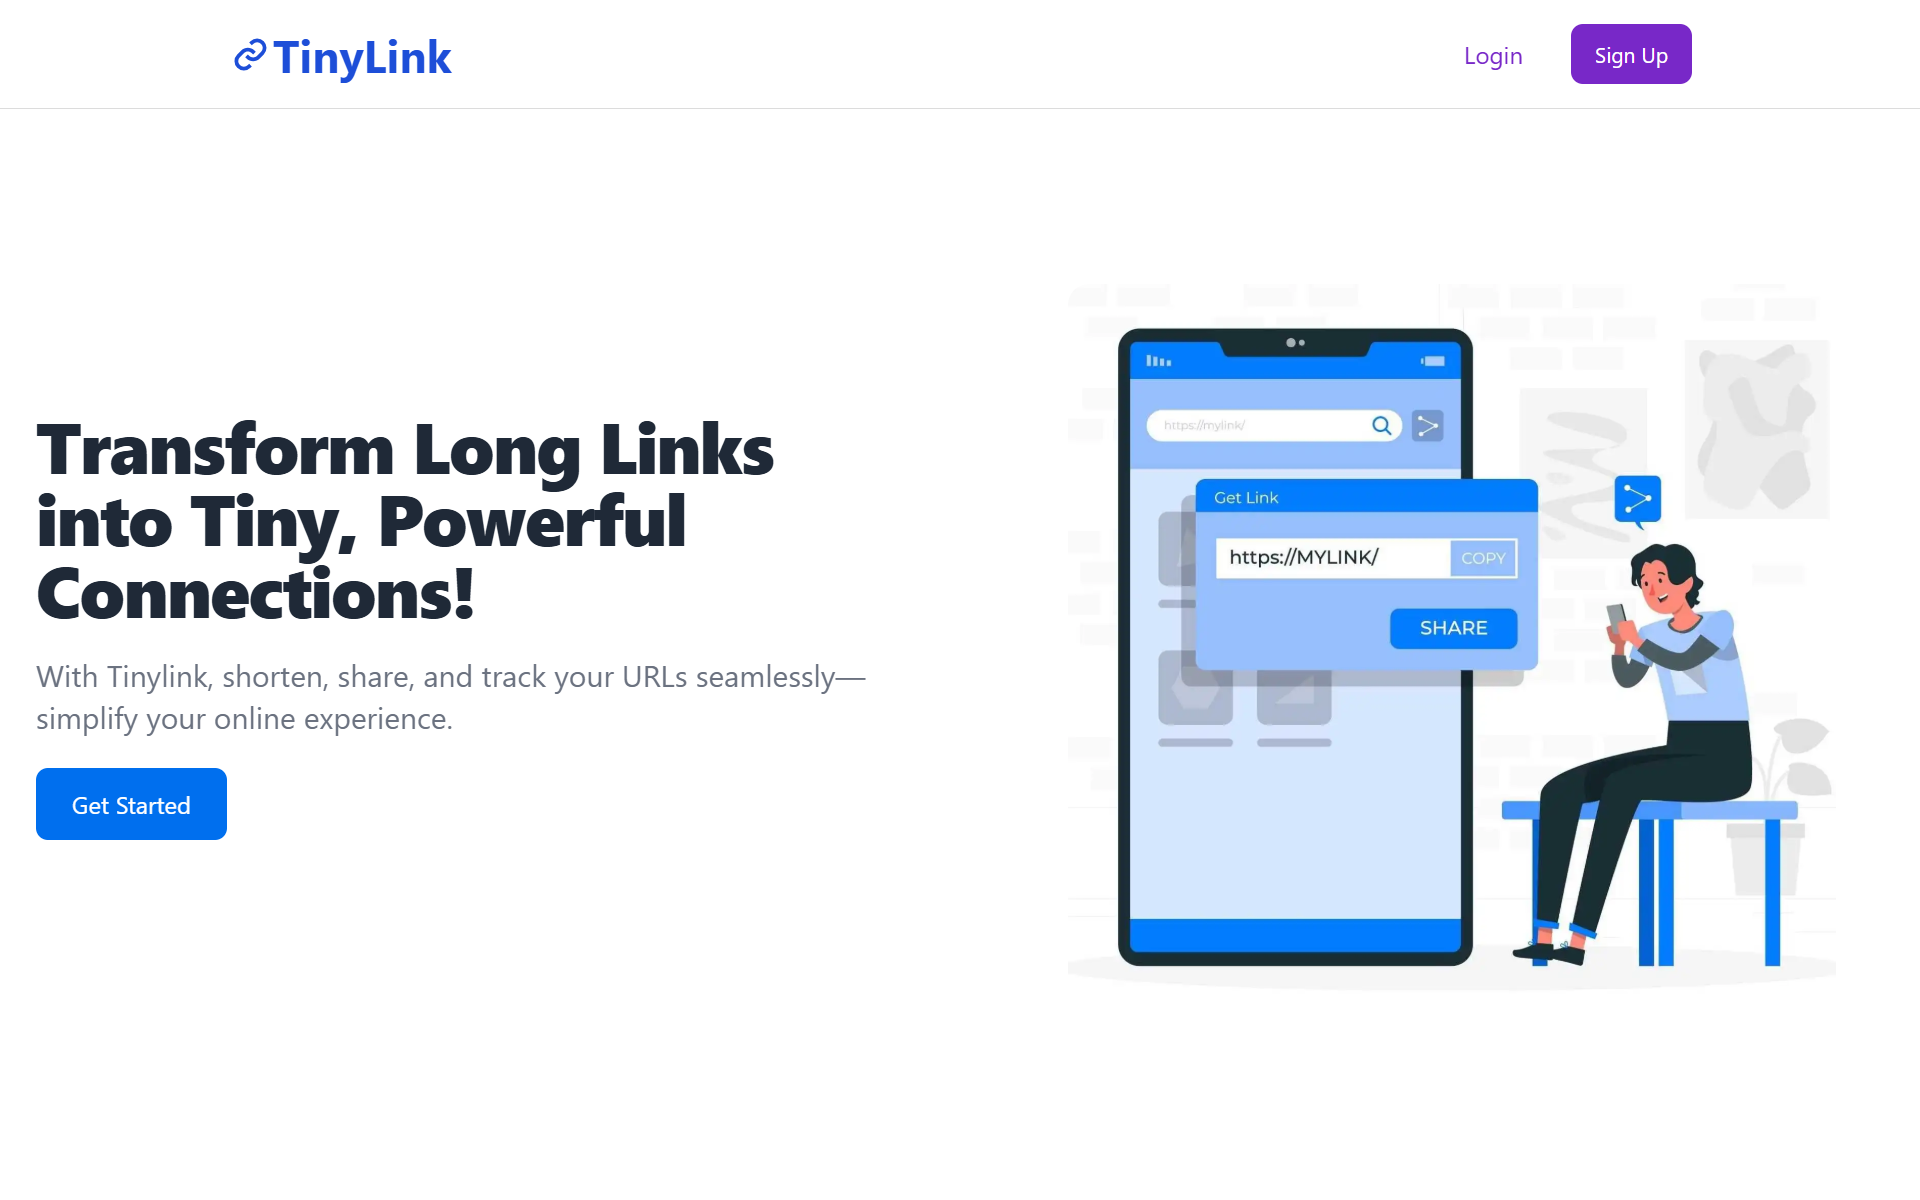 TinyLink
Login
Sign Up
Transform Long Links
into Tiny, Powerful
Connections!
With Tinylink, shorten, share, and track your URLs seamlessly—
simplify your online experience.
Get Started
https://mylink/
Get Link
https://MYLINK/
COPY
SHARE